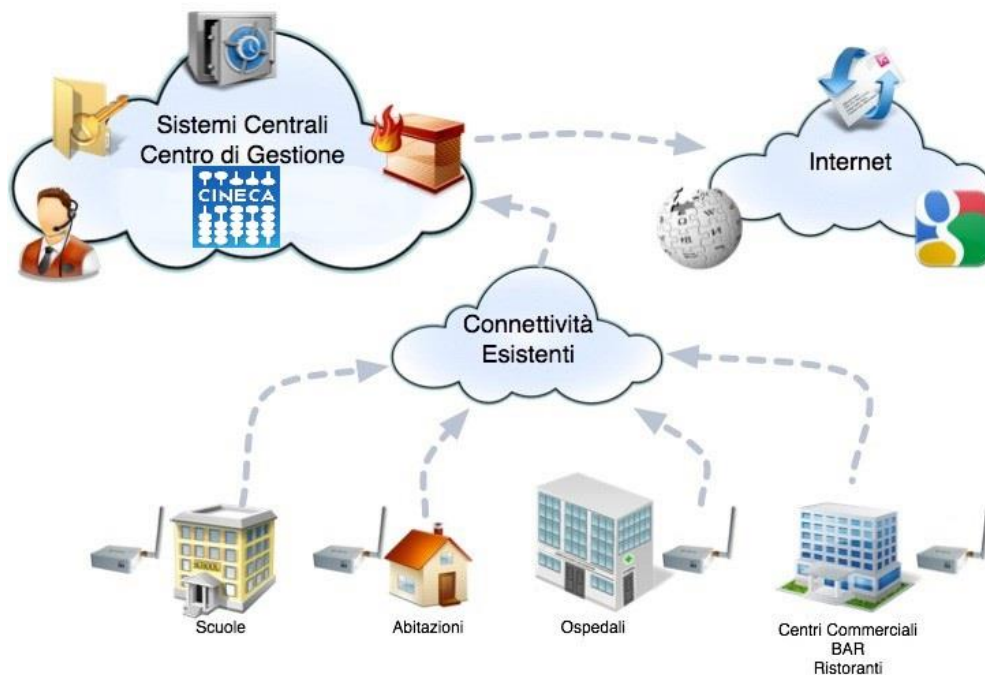 Sistemi Centrali
Centro di Gestione
CINECA
Internet
W
Connettività
Esistenti
SCHOOL
Scuole
Abitazioni
Ospedali
Centri Commerciali
BAR
Ristoranti